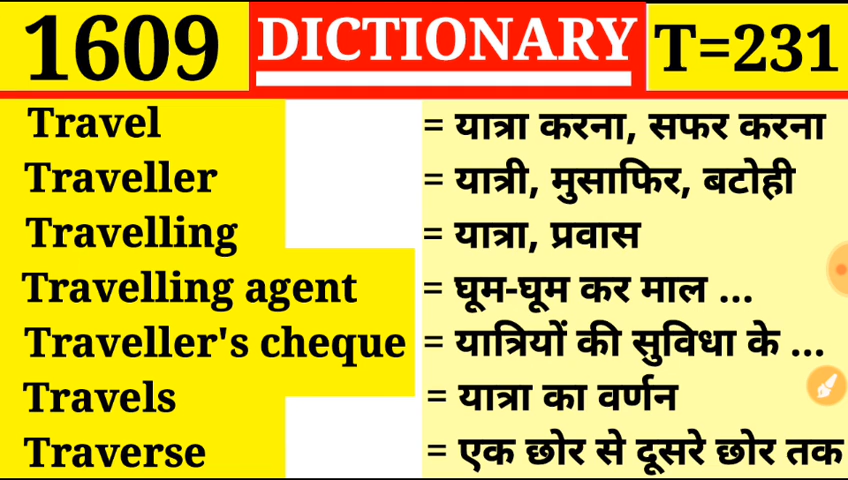 1609 DICTIONARY T=231
Travel = यात्रा करना, सफर करना
Traveller = यात्री, मुसाफिर, बटोही
Travelling = यात्रा, प्रवास
Travelling agent = घूम-घूम कर माल ...
Traveller's cheque = यात्रियों की सुविधा के ...
Travels = यात्रा का वर्णन
Traverse = एक छोर से दूसरे छोर तक